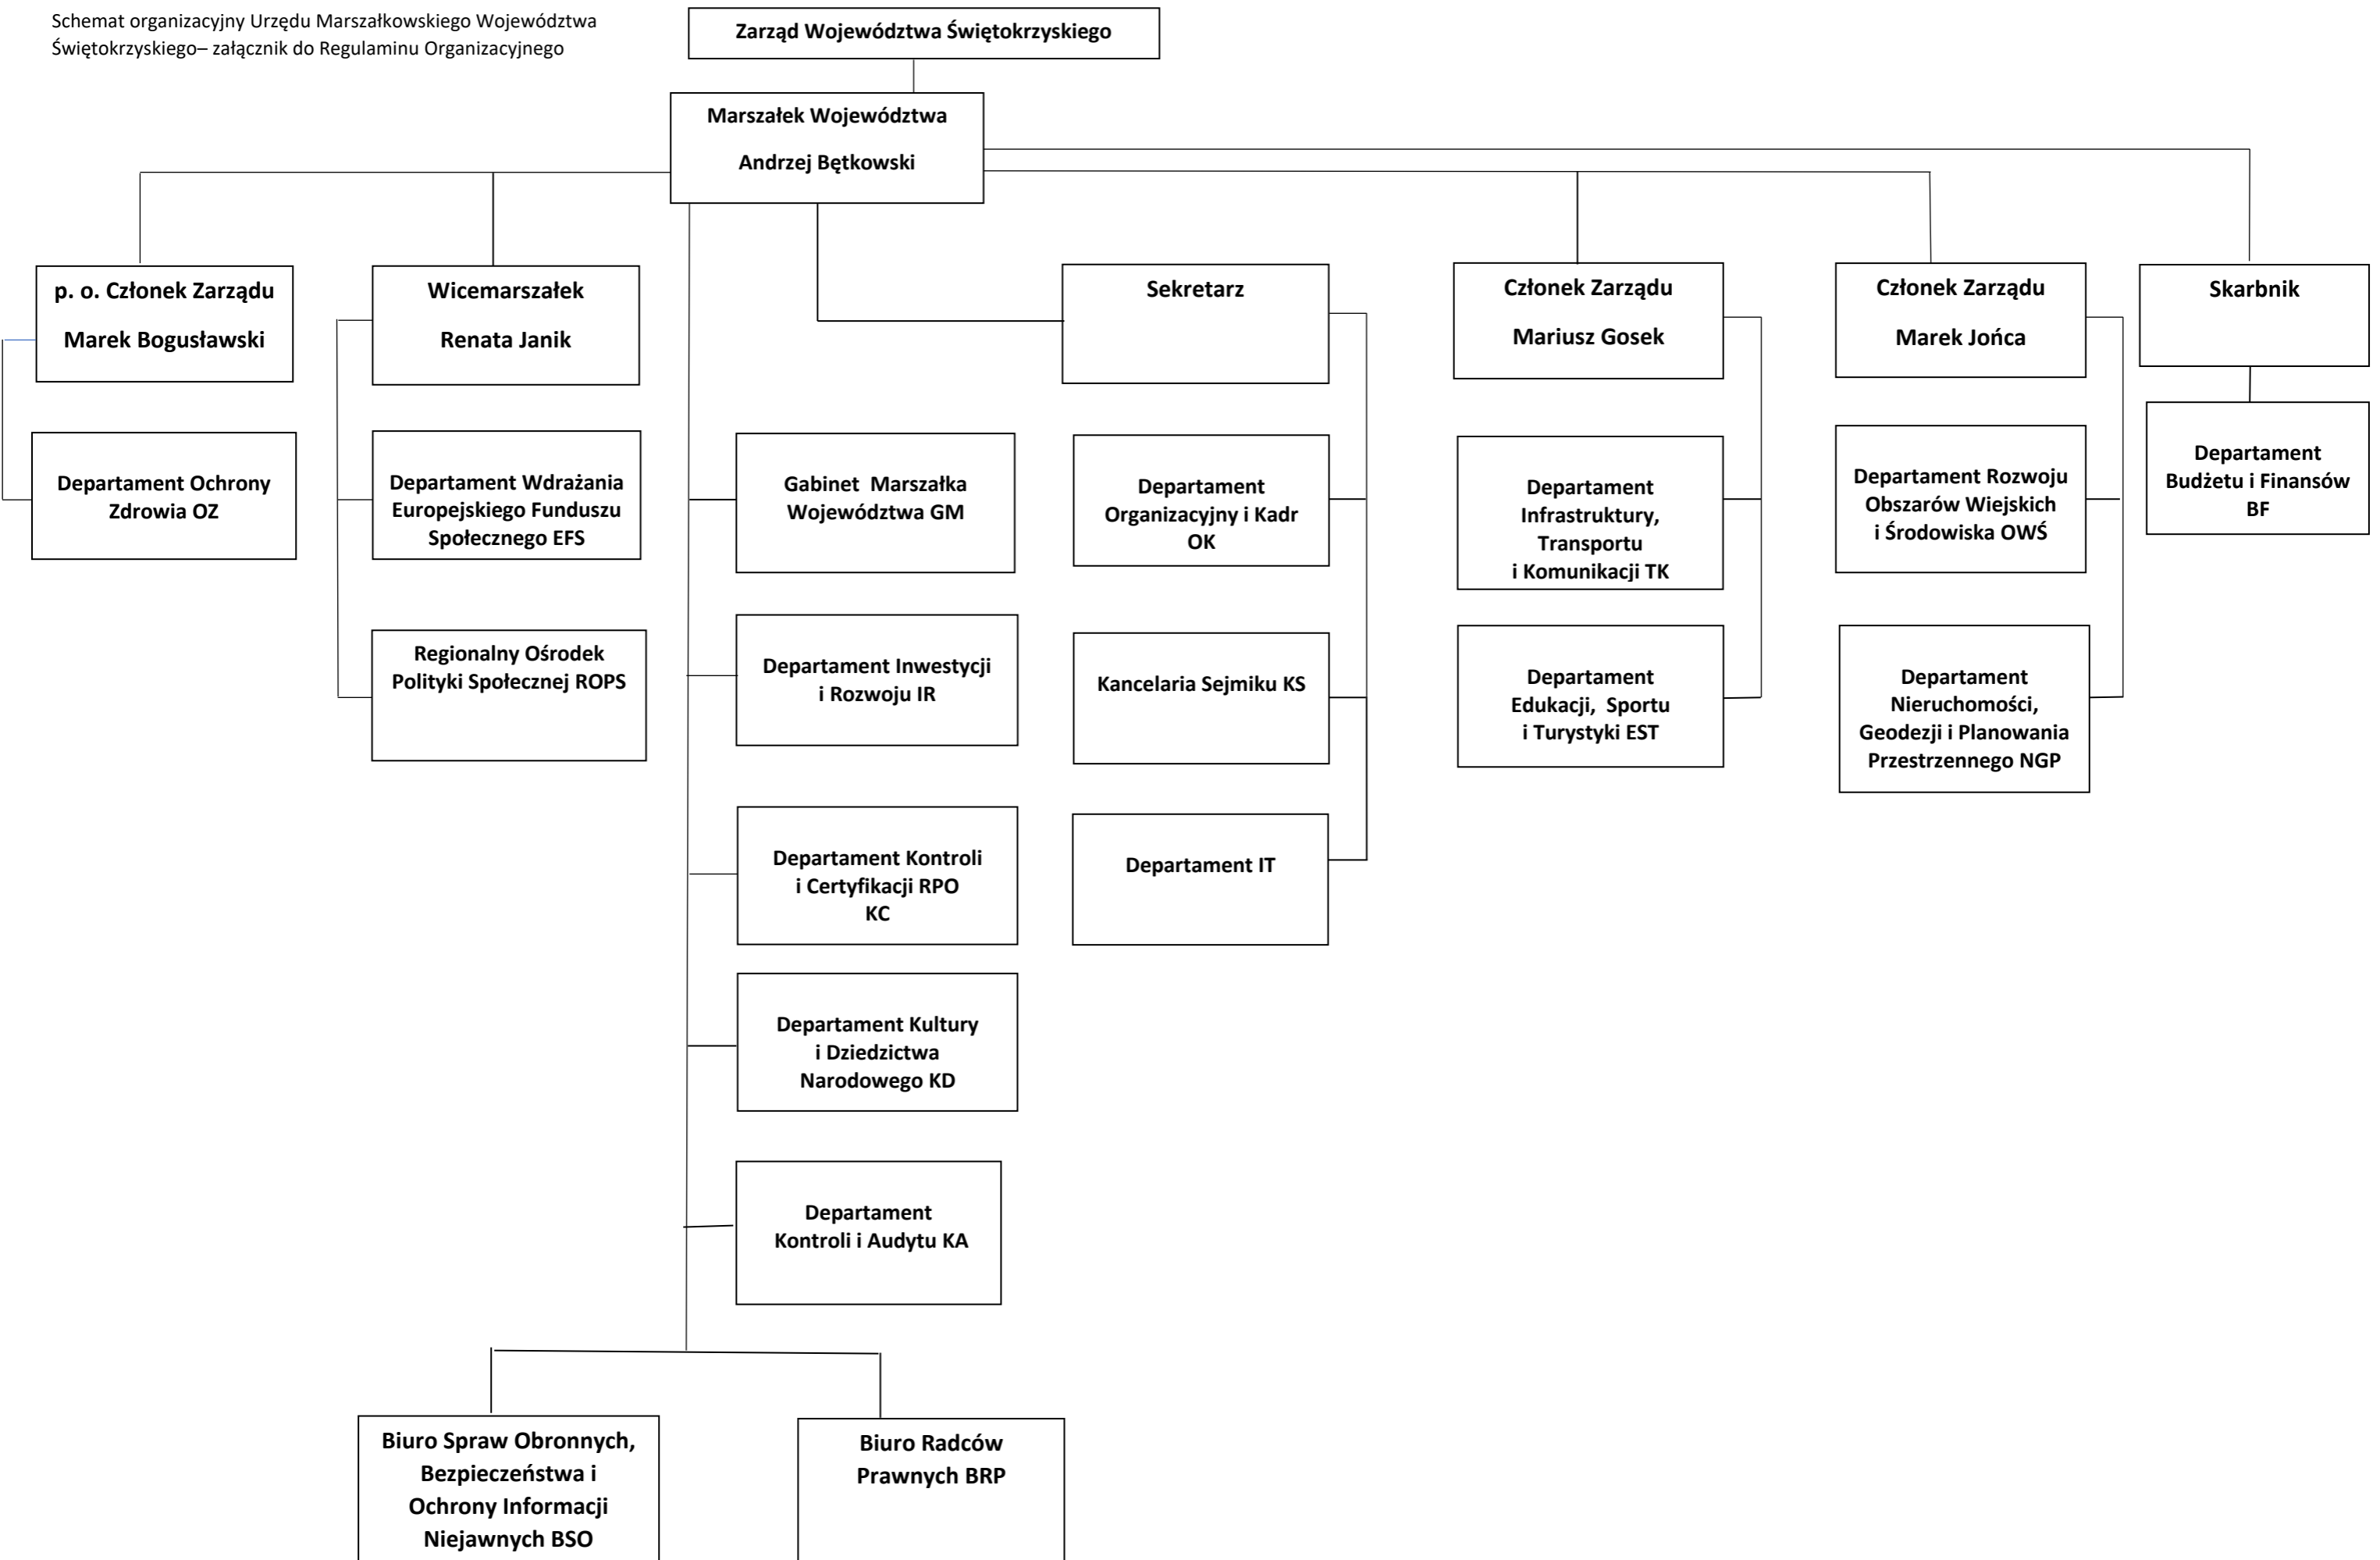 Schemat organizacyjny Urzędu Marszałkowskiego Województwa
Świętokrzyskiego– załącznik do Regulaminu Organizacyjnego
Zarząd Województwa Świętokrzyskiego
Marszałek Województwa
Andrzej Bętkowski
p. o. Członek Zarządu
Marek Bogusławski
Wicemarszałek
Renata Janik
Sekretarz
Członek Zarządu
Mariusz Gosek
Członek Zarządu
Marek Jońca
Skarbnik
Departament Ochrony
Zdrowia OZ
Departament Wdrażania
Europejskiego Funduszu
Społecznego EFS
Gabinet Marszałka
Województwa GM
Departament
Organizacyjny i Kadr
OK
Departament
Infrastruktury,
Transportu
i Komunikacji TK
Departament Rozwoju
Obszarów Wiejskich
i Środowiska OWŚ
Departament
Budżetu i Finansów
BF
Regionalny Ośrodek
Polityki Społecznej ROPS
Departament Inwestycji
i Rozwoju IR
Kancelaria Sejmiku KS
Departament
Edukacji, Sportu
i Turystyki EST
Departament
Nieruchomości,
Geodezji i Planowania
Przestrzennego NGP
Departament Kontroli
i Certyfikacji RPO
KC
Departament IT
Departament Kultury
i Dziedzictwa
Narodowego KD
Departament
Kontroli i Audytu KA
Biuro Spraw Obronnych,
Bezpieczeństwa i
Ochrony Informacji
Niejawnych BSO
Biuro Radców
Prawnych BRP